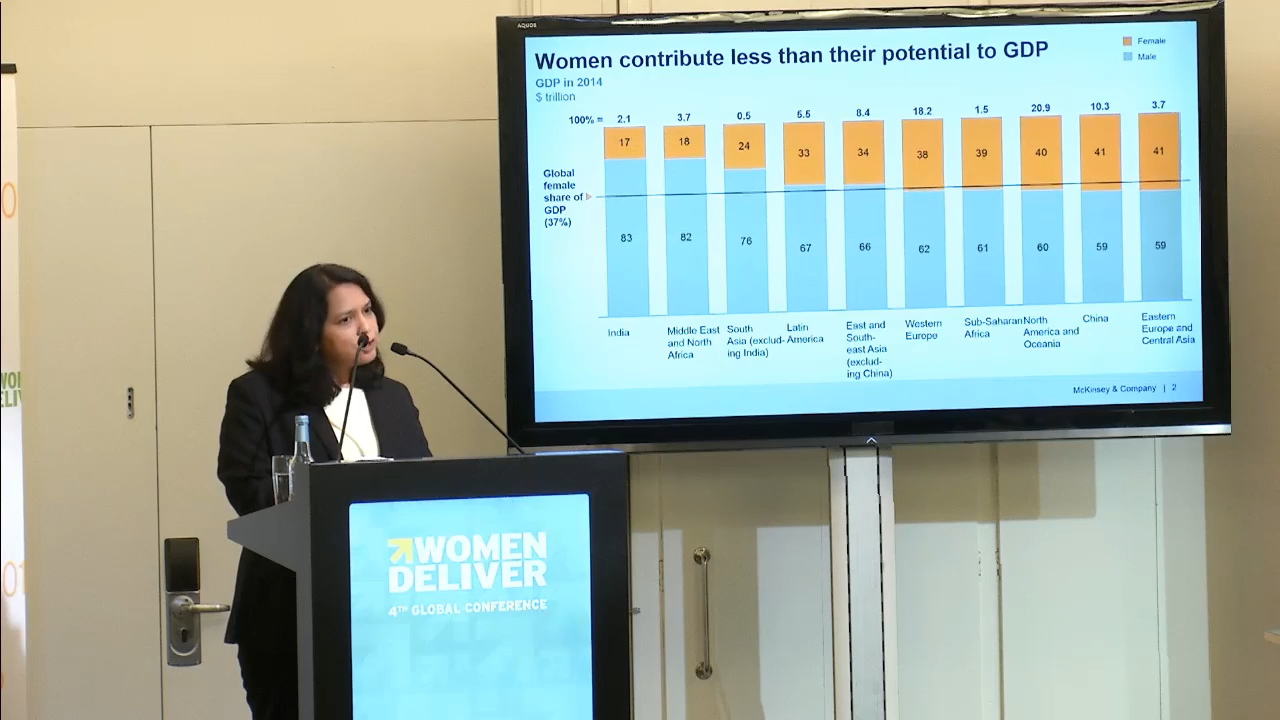 AQUOS
Women contribute less than their potential to GDP
Female
Male
GDP in 2014
$ trillion
100% = 2.1 3.7 0.5 5.5 8.4 18.2 1.5 20.9 10.3 3.7
17 18 24 33 34 38 39 40 41 41
Global
female
share of
GDP
(37%)
83 82 76 67 66 62 61 60 59 59
India
Middle East
and North
Africa
South
Asia (exclud-
ing India)
Latin
America
East and
South-
east Asia
(exclud-
ing China)
Western
Europe
Sub-Saharan
Africa
North
America and
Oceania
China
Eastern
Europe and
Central Asia
McKinsey & Company | 2
WOMEN
DELIVER
4TH GLOBAL CONFERENCE